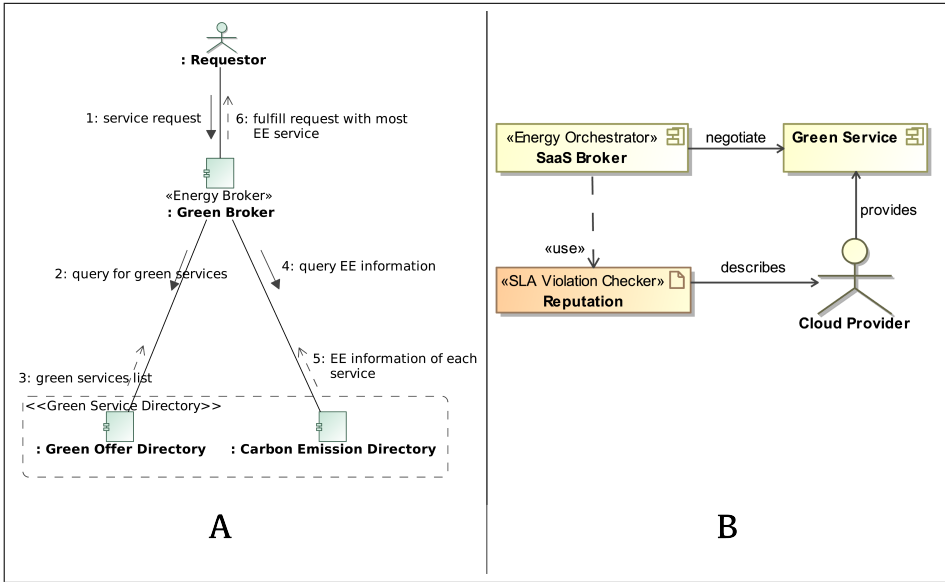 : Requestor
1: service request
6: fulfill request with most
EE service
«Energy Broker»
: Green Broker
2: query for green services
4: query EE information
3: green services list
5: EE information of each
service
<<Green Service Directory>>
: Green Offer Directory
: Carbon Emission Directory
A
«Energy Orchestrator»
SaaS Broker
negotiate
Green Service
provides
«use»
«SLA Violation Checker»
Reputation
describes
Cloud Provider
B